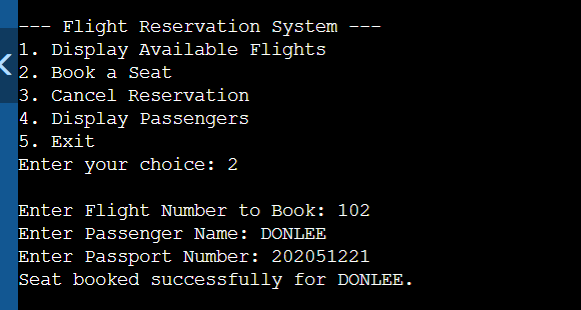 --- Flight Reservation System ---
1. Display Available Flights
2. Book a Seat
3. Cancel Reservation
4. Display Passengers
5. Exit
Enter your choice: 2
Enter Flight Number to Book: 102
Enter Passenger Name: DONLEE
Enter Passport Number: 202051221
Seat booked successfully for DONLEE.